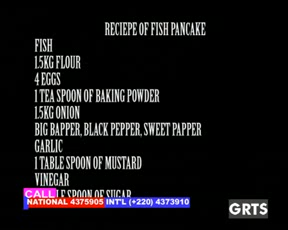 RECIEPE OF FISH PANCAKE
FISH
1.5KG FLOUR
4 EGGS
1 TEA SPOON OF BAKING POWDER
1.5KG ONION
BIG BAPPER, BLACK PEPPER, SWEET PAPPER
GARLIC
1 TABLE SPOON OF MUSTARD
VINEGAR
SPOON OF SUGAR
CALL
NATIONAL 4375905 INT'L (+220) 4373910
GRTS